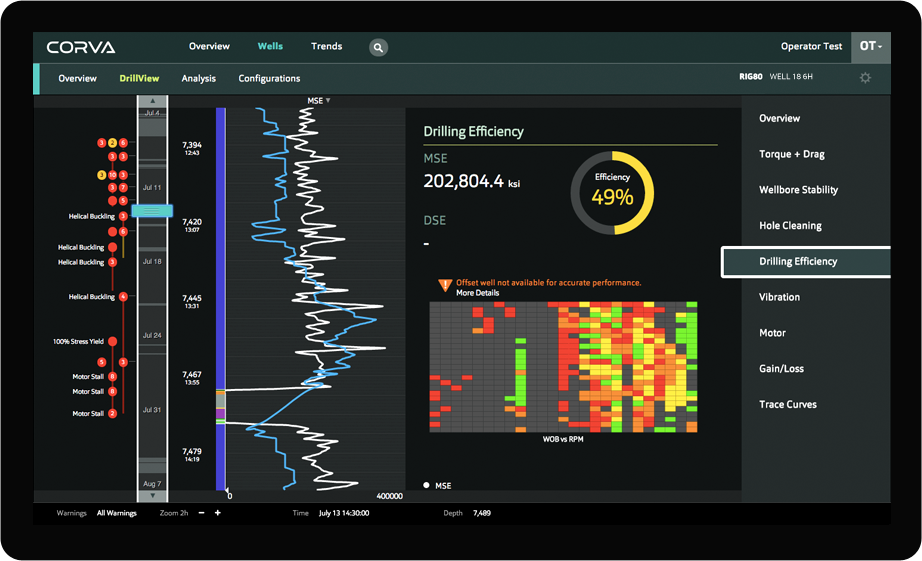 CORVA
Overview Wells Trends
Operator Test OT
Overview DrillView Analysis Configurations
RIG80 WELL 18 6H
MSE
Jul 4
Jul 11
Jul 18
Jul 24
Jul 31
Aug 7
3 2 6
3 3
3 10 3
3 7
5
Helical Buckling 3
6
Helical Buckling
Helical Buckling 3
Helical Buckling 4
100% Stress Yield
5 3
Motor Stall 8
Motor Stall 8
Motor Stall 2
7,394
12:43
7,420
13:07
7,445
13:31
7,467
13:55
7,479
14:19
0 400000
Drilling Efficiency
MSE
202,804.4 ksi
DSE
-
Efficiency
49%
! Offset well not available for accurate performance.
More Details
WOB vs RPM
MSE
Overview
Torque + Drag
Wellbore Stability
Hole Cleaning
Drilling Efficiency
Vibration
Motor
Gain/Loss
Trace Curves
Warnings All Warnings Zoom 2h − + Time July 13 14:30:00 Depth 7,489